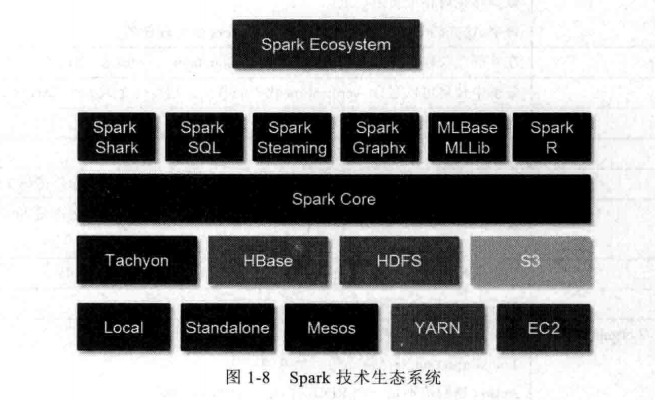 Spark Ecosystem
Spark Shark
Spark SQL
Spark Steaming
Spark Graphx
MLBase MLLib
Spark R
Spark Core
Tachyon HBase HDFS S3
Local Standalone Mesos YARN EC2
图 1-8 Spark 技术生态系统